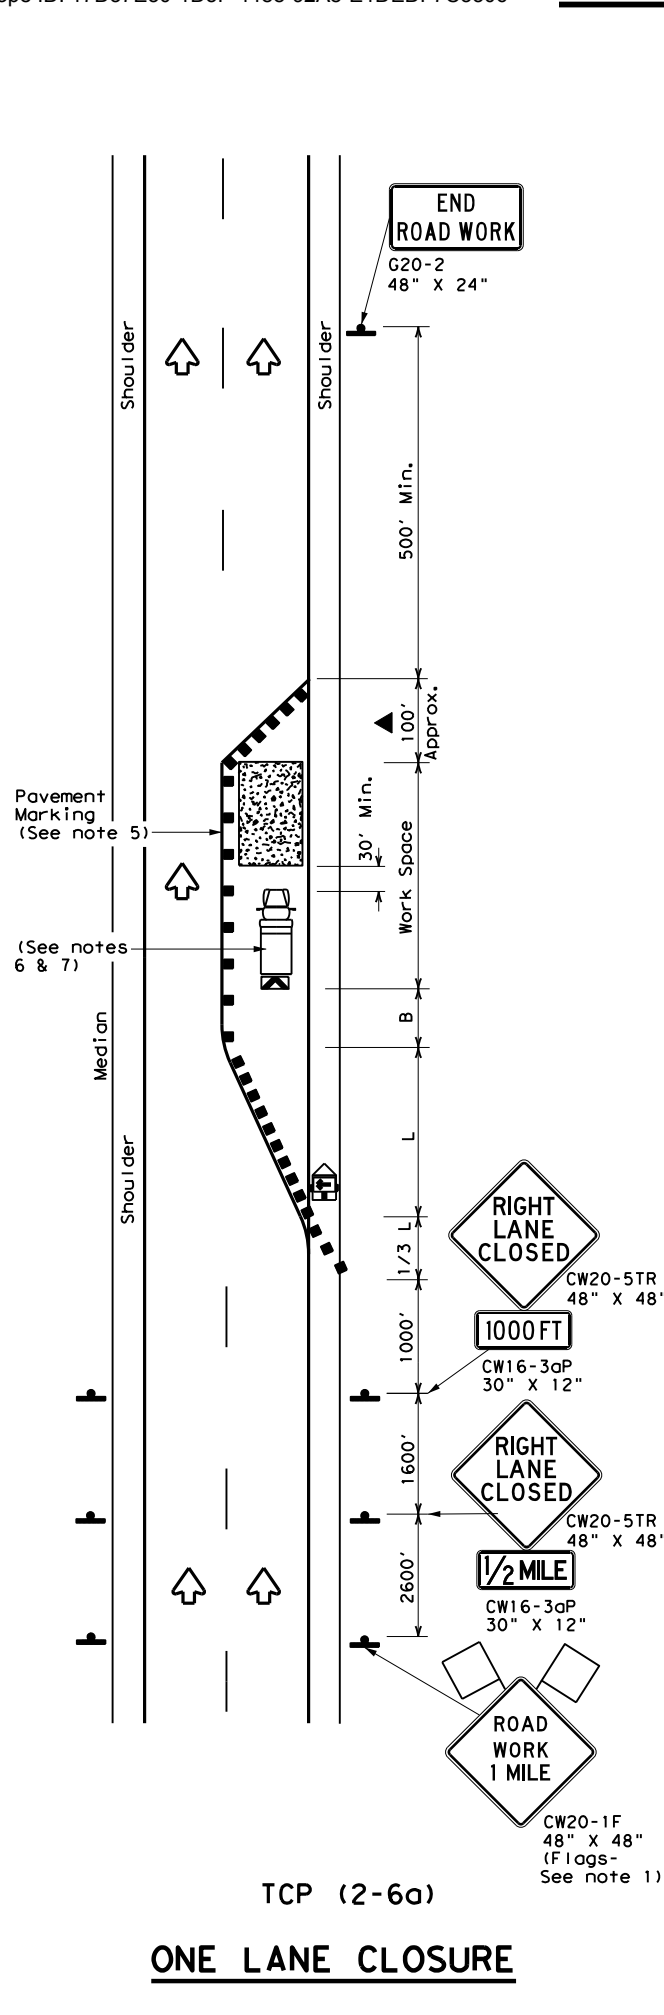 END
ROAD WORK
G20-2
48" X 24"
Shoulder
Shoulder
500' Min.
100'
Approx.
Pavement
Marking
(See note 5)
30' Min.
Work Space
(See notes
6 & 7)
B
Median
L
Shoulder
RIGHT
LANE
CLOSED
1/3 L
CW20-5TR
48" X 48"
1000 FT
1000'
CW16-3aP
30" X 12"
RIGHT
LANE
CLOSED
1600'
CW20-5TR
48" X 48"
1/2 MILE
2600'
CW16-3aP
30" X 12"
ROAD
WORK
1 MILE
CW20-1F
48" X 48"
(Flags-
See note 1)
TCP (2-6a)
ONE LANE CLOSURE